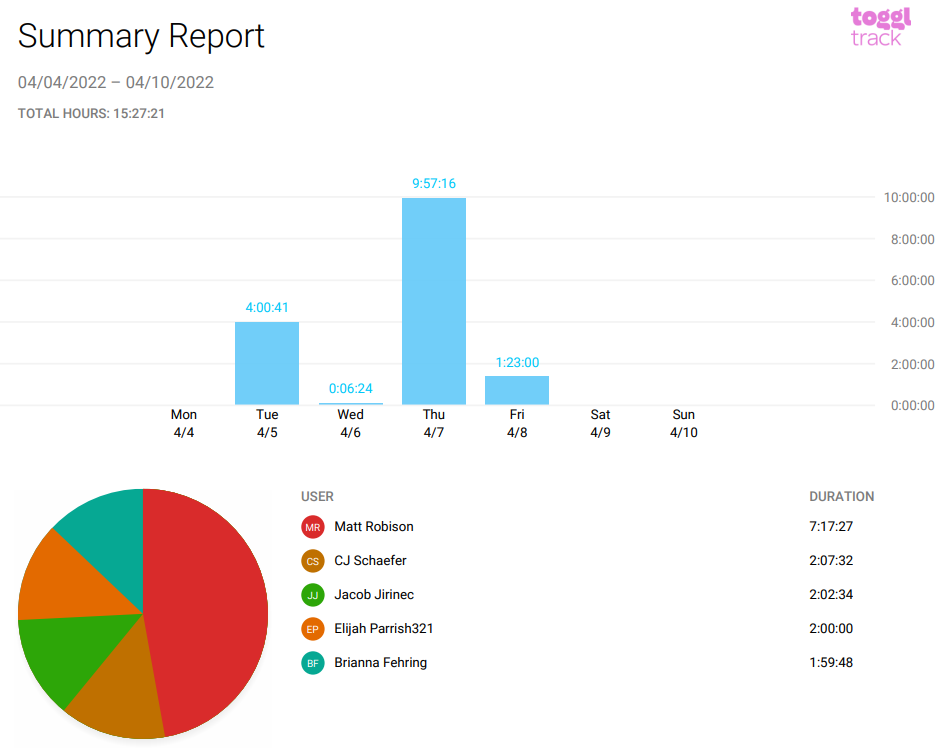 Summary Report
toggl
track
04/04/2022 – 04/10/2022
TOTAL HOURS: 15:27:21
9:57:16
10:00:00
8:00:00
6:00:00
4:00:41
4:00:00
1:23:00
2:00:00
0:06:24
0:00:00
Mon Tue Wed Thu Fri Sat Sun
4/4 4/5 4/6 4/7 4/8 4/9 4/10
USER DURATION
MR Matt Robison 7:17:27
CS CJ Schaefer 2:07:32
JJ Jacob Jirinec 2:02:34
EP Elijah Parrish321 2:00:00
BF Brianna Fehring 1:59:48